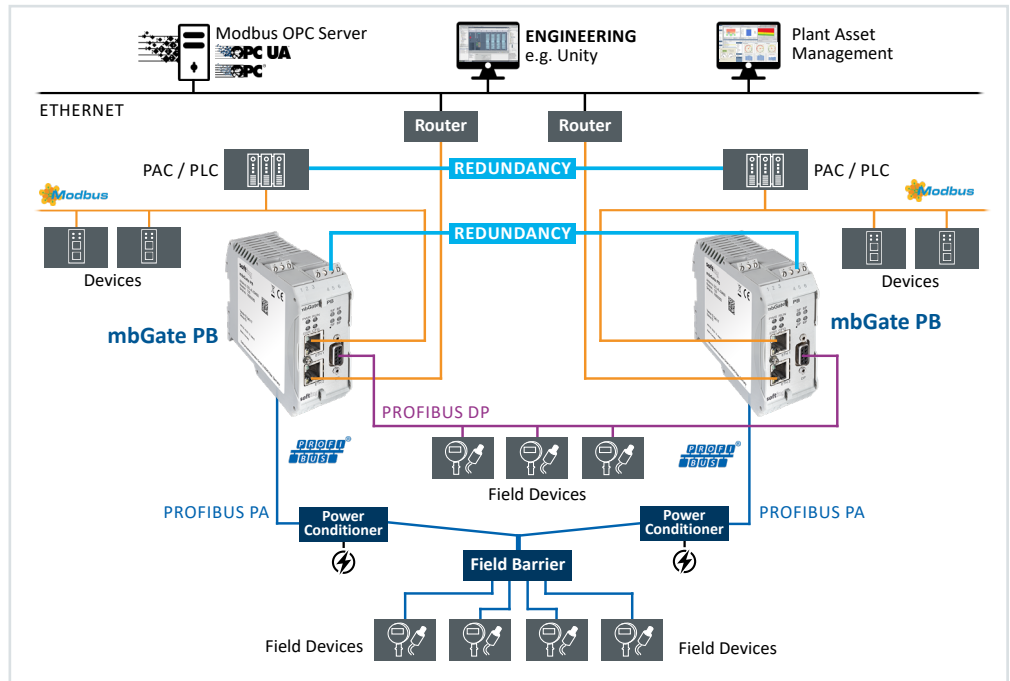 Modbus OPC Server
OPC UA
OPC
ENGINEERING
e.g. Unity
Plant Asset
Management
ETHERNET
Router
Router
PAC / PLC
REDUNDANCY
PAC / PLC
Modbus
Modbus
REDUNDANCY
Devices
Devices
mbGate PB
mbGate PB
PROFIBUS DP
PROFI
BUS
PROFI
BUS
Field Devices
PROFIBUS PA
Power
Conditioner
Power
Conditioner
PROFIBUS PA
Field Barrier
Field Devices
Field Devices